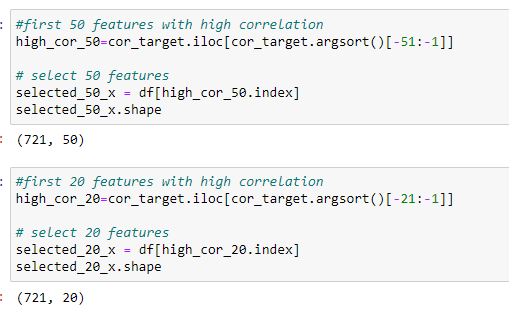 #first 50 features with high correlation
high_cor_50=cor_target.iloc[cor_target.argsort()[-51:-1]]
# select 50 features
selected_50_x = df[high_cor_50.index]
selected_50_x.shape
(721, 50)
#first 20 features with high correlation
high_cor_20=cor_target.iloc[cor_target.argsort()[-21:-1]]
# select 20 features
selected_20_x = df[high_cor_20.index]
selected_20_x.shape
(721, 20)